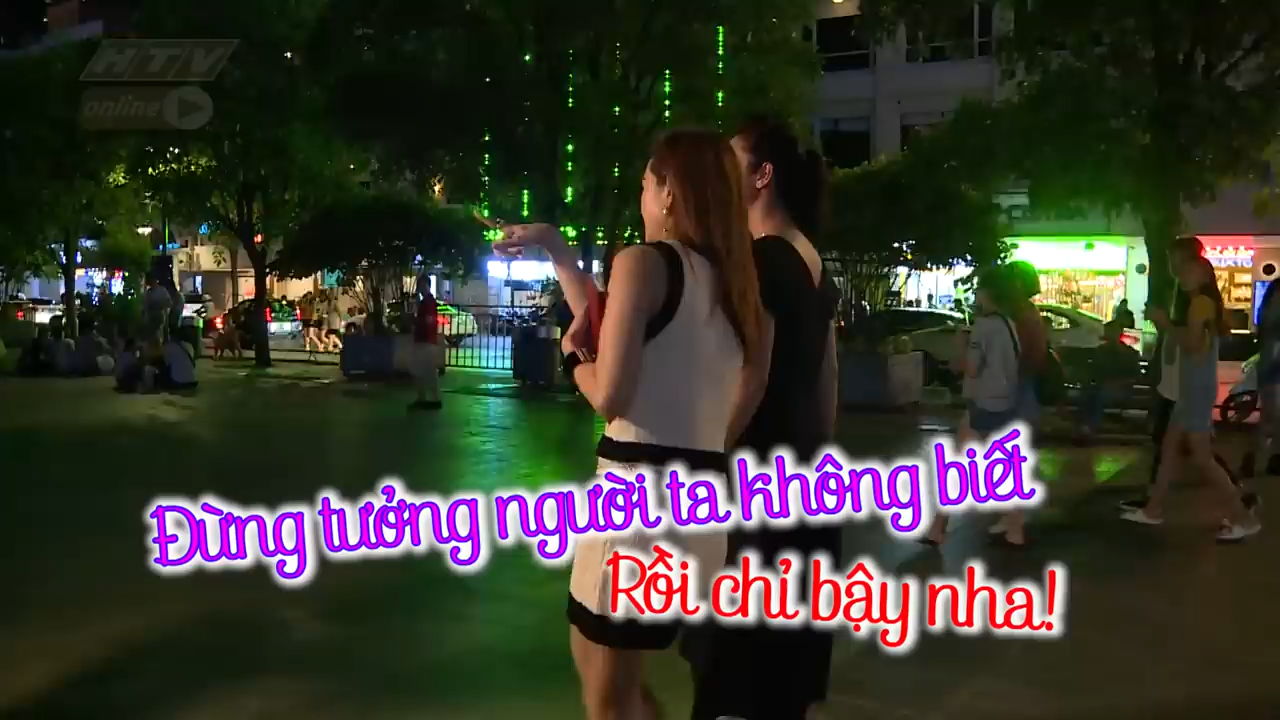 HTV
online
Đừng tưởng người ta không biết
Rồi chỉ bậy nha!